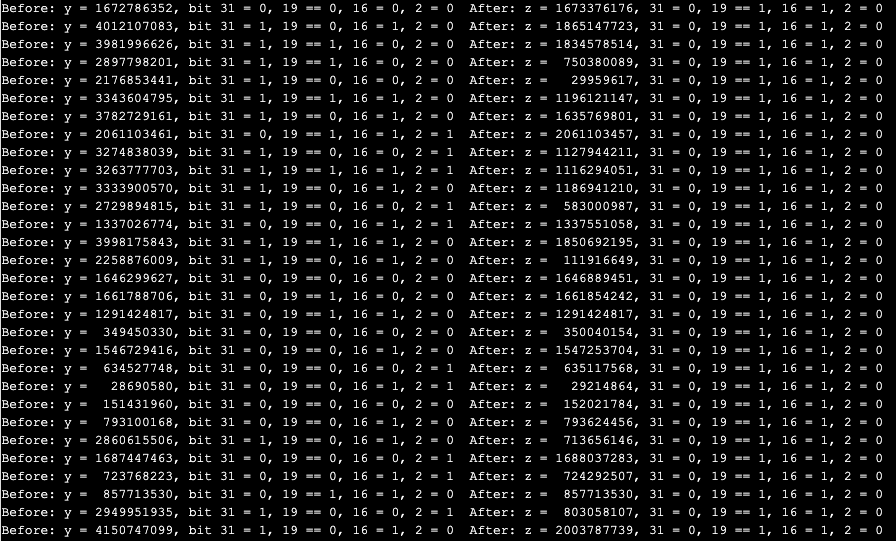 Before: y = 1672786352, bit 31 = 0, 19 == 0, 16 = 0, 2 = 0  After: z = 1673376176, 31 = 0, 19 == 1, 16 = 1, 2 = 0
Before: y = 4012107083, bit 31 = 1, 19 == 0, 16 = 1, 2 = 0  After: z = 1865147723, 31 = 0, 19 == 1, 16 = 1, 2 = 0
Before: y = 3981996626, bit 31 = 1, 19 == 1, 16 = 0, 2 = 0  After: z = 1834578514, 31 = 0, 19 == 1, 16 = 1, 2 = 0
Before: y = 2897798201, bit 31 = 1, 19 == 1, 16 = 0, 2 = 0  After: z =  750380089, 31 = 0, 19 == 1, 16 = 1, 2 = 0
Before: y = 2176853441, bit 31 = 1, 19 == 0, 16 = 0, 2 = 0  After: z =   29959617, 31 = 0, 19 == 1, 16 = 1, 2 = 0
Before: y = 3343604795, bit 31 = 1, 19 == 1, 16 = 1, 2 = 0  After: z = 1196121147, 31 = 0, 19 == 1, 16 = 1, 2 = 0
Before: y = 3782729161, bit 31 = 1, 19 == 0, 16 = 1, 2 = 0  After: z = 1635769801, 31 = 0, 19 == 1, 16 = 1, 2 = 0
Before: y = 2061103461, bit 31 = 0, 19 == 1, 16 = 1, 2 = 1  After: z = 2061103457, 31 = 0, 19 == 1, 16 = 1, 2 = 0
Before: y = 3274838039, bit 31 = 1, 19 == 0, 16 = 0, 2 = 1  After: z = 1127944211, 31 = 0, 19 == 1, 16 = 1, 2 = 0
Before: y = 3263777703, bit 31 = 1, 19 == 1, 16 = 1, 2 = 1  After: z = 1116294051, 31 = 0, 19 == 1, 16 = 1, 2 = 0
Before: y = 3333900570, bit 31 = 1, 19 == 0, 16 = 1, 2 = 0  After: z = 1186941210, 31 = 0, 19 == 1, 16 = 1, 2 = 0
Before: y = 2729894815, bit 31 = 1, 19 == 0, 16 = 0, 2 = 1  After: z =  583000987, 31 = 0, 19 == 1, 16 = 1, 2 = 0
Before: y = 1337026774, bit 31 = 0, 19 == 0, 16 = 1, 2 = 1  After: z = 1337551058, 31 = 0, 19 == 1, 16 = 1, 2 = 0
Before: y = 3998175843, bit 31 = 1, 19 == 1, 16 = 1, 2 = 0  After: z = 1850692195, 31 = 0, 19 == 1, 16 = 1, 2 = 0
Before: y = 2258876009, bit 31 = 1, 19 == 0, 16 = 1, 2 = 0  After: z =  111916649, 31 = 0, 19 == 1, 16 = 1, 2 = 0
Before: y = 1646299627, bit 31 = 0, 19 == 0, 16 = 0, 2 = 0  After: z = 1646889451, 31 = 0, 19 == 1, 16 = 1, 2 = 0
Before: y = 1661788706, bit 31 = 0, 19 == 1, 16 = 0, 2 = 0  After: z = 1661854242, 31 = 0, 19 == 1, 16 = 1, 2 = 0
Before: y = 1291424817, bit 31 = 0, 19 == 1, 16 = 1, 2 = 0  After: z = 1291424817, 31 = 0, 19 == 1, 16 = 1, 2 = 0
Before: y =  349450330, bit 31 = 0, 19 == 0, 16 = 0, 2 = 0  After: z =  350040154, 31 = 0, 19 == 1, 16 = 1, 2 = 0
Before: y = 1546729416, bit 31 = 0, 19 == 0, 16 = 1, 2 = 0  After: z = 1547253704, 31 = 0, 19 == 1, 16 = 1, 2 = 0
Before: y =  634527748, bit 31 = 0, 19 == 0, 16 = 0, 2 = 1  After: z =  635117568, 31 = 0, 19 == 1, 16 = 1, 2 = 0
Before: y =   28690580, bit 31 = 0, 19 == 0, 16 = 1, 2 = 1  After: z =   29214864, 31 = 0, 19 == 1, 16 = 1, 2 = 0
Before: y =  151431960, bit 31 = 0, 19 == 0, 16 = 0, 2 = 0  After: z =  152021784, 31 = 0, 19 == 1, 16 = 1, 2 = 0
Before: y =  793100168, bit 31 = 0, 19 == 0, 16 = 1, 2 = 0  After: z =  793624456, 31 = 0, 19 == 1, 16 = 1, 2 = 0
Before: y = 2860615506, bit 31 = 1, 19 == 0, 16 = 1, 2 = 0  After: z =  713656146, 31 = 0, 19 == 1, 16 = 1, 2 = 0
Before: y = 1687447463, bit 31 = 0, 19 == 0, 16 = 0, 2 = 1  After: z = 1688037283, 31 = 0, 19 == 1, 16 = 1, 2 = 0
Before: y =  723768223, bit 31 = 0, 19 == 0, 16 = 1, 2 = 1  After: z =  724292507, 31 = 0, 19 == 1, 16 = 1, 2 = 0
Before: y =  857713530, bit 31 = 0, 19 == 1, 16 = 1, 2 = 0  After: z =  857713530, 31 = 0, 19 == 1, 16 = 1, 2 = 0
Before: y = 2949951935, bit 31 = 1, 19 == 0, 16 = 0, 2 = 1  After: z =  803058107, 31 = 0, 19 == 1, 16 = 1, 2 = 0
Before: y = 4150747099, bit 31 = 1, 19 == 0, 16 = 1, 2 = 0  After: z = 2003787739, 31 = 0, 19 == 1, 16 = 1, 2 = 0